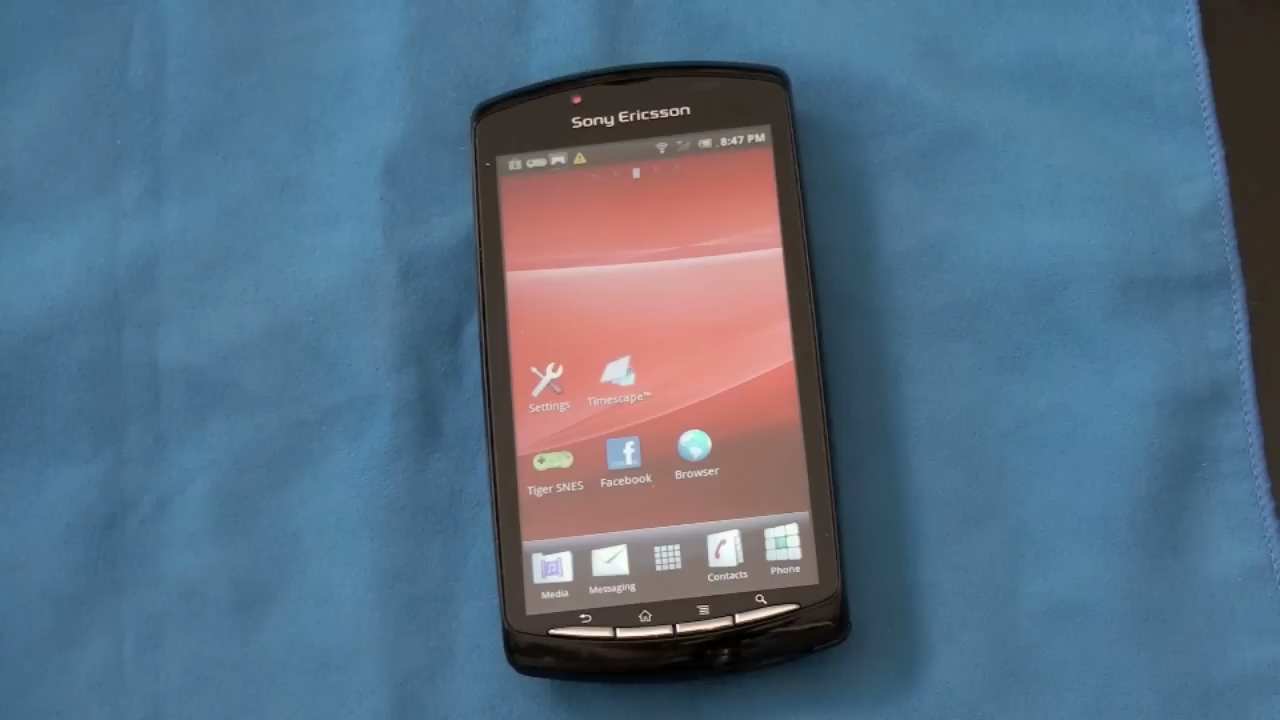 Sony Ericsson
8:47 PM
Settings
Timescape™
Tiger SNES
Facebook
Browser
Media
Messaging
Contacts
Phone